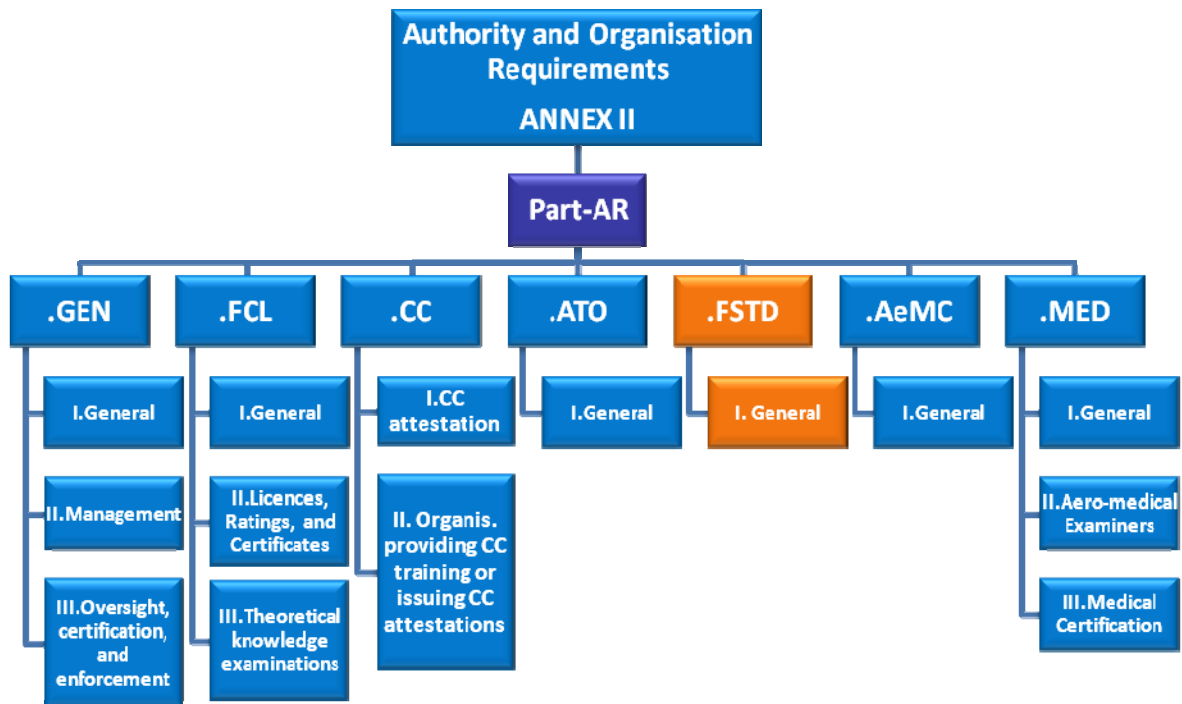 Authority and Organisation
Requirements
ANNEX II
Part-AR
.GEN
.FCL
.CC
.ATO
.FSTD
.AeMC
.MED
I.General
II.Management
III.Oversight,
certification,
and
enforcement
I.General
II.Licences,
Ratings, and
Certificates
III.Theoretical
knowledge
examinations
I.CC
attestation
II. Organis.
providing CC
training or
issuing CC
attestations
I.General
I. General
I.General
I.General
II.Aero-medical
Examiners
III.Medical
Certification